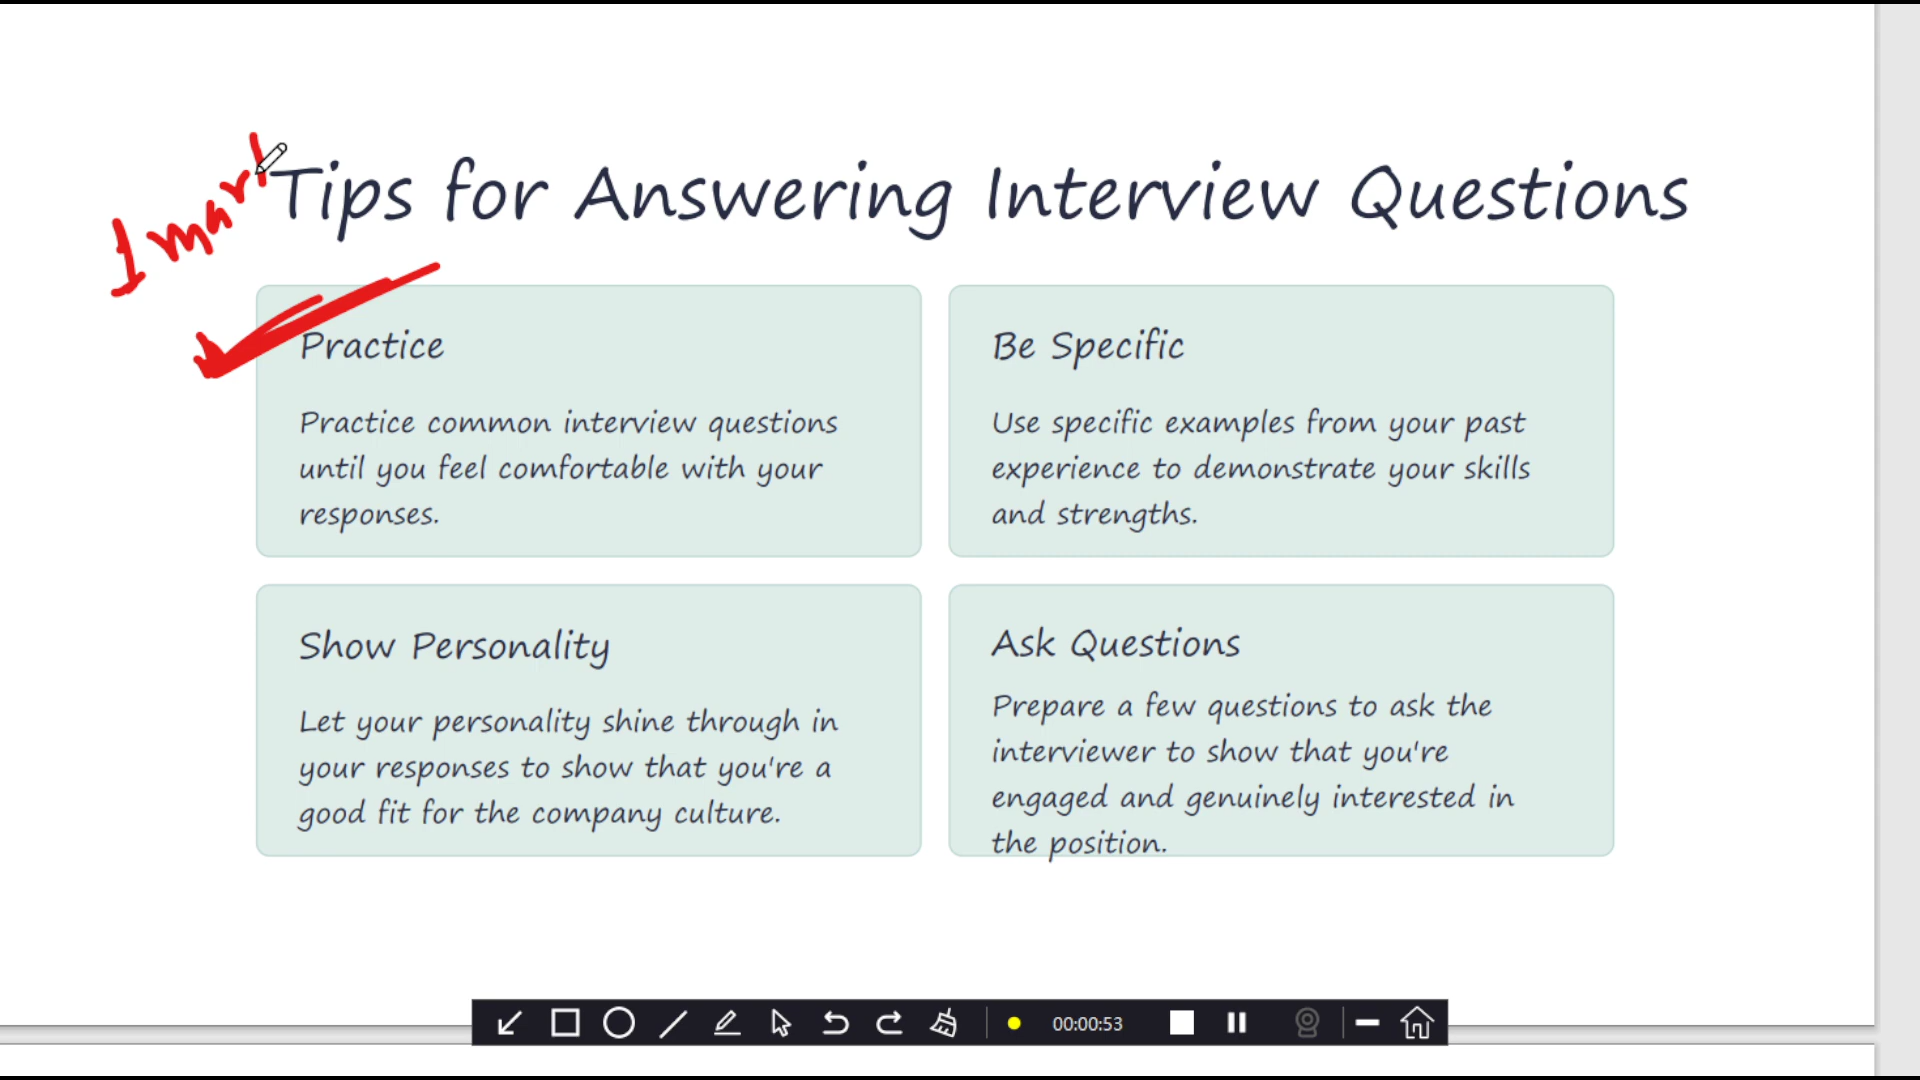 1 mark
Tips for Answering Interview Questions
Practice
Practice common interview questions
until you feel comfortable with your
responses.
Be Specific
Use specific examples from your past
experience to demonstrate your skills
and strengths.
Show Personality
Let your personality shine through in
your responses to show that you're a
good fit for the company culture.
Ask Questions
Prepare a few questions to ask the
interviewer to show that you're
engaged and genuinely interested in
the position.
00:00:53